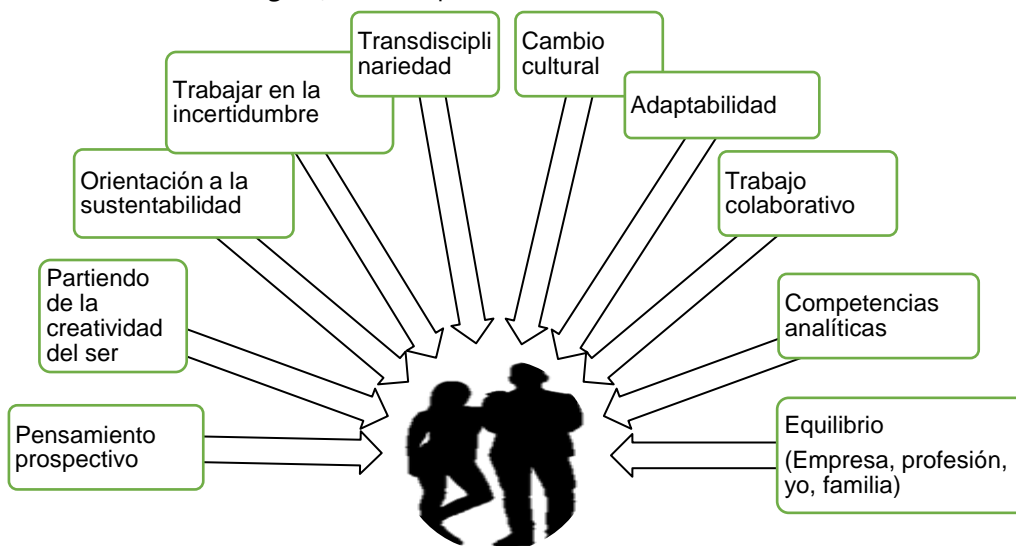 Transdiscipli
nariedad
Cambio
cultural
Trabajar en la
incertidumbre
Adaptabilidad
Orientación a la
sustentabilidad
Trabajo
colaborativo
Partiendo
de la
creatividad
del ser
Competencias
analíticas
Pensamiento
prospectivo
Equilibrio
(Empresa, profesión,
yo, familia)